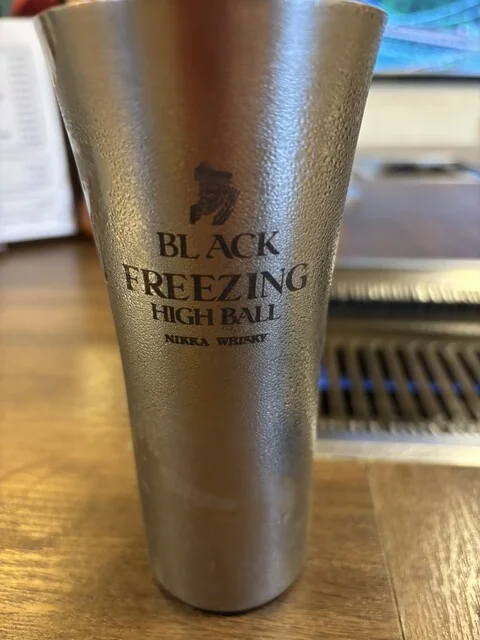 BLACK
FREEZING
HIGH BALL
NIKKA WHISKY